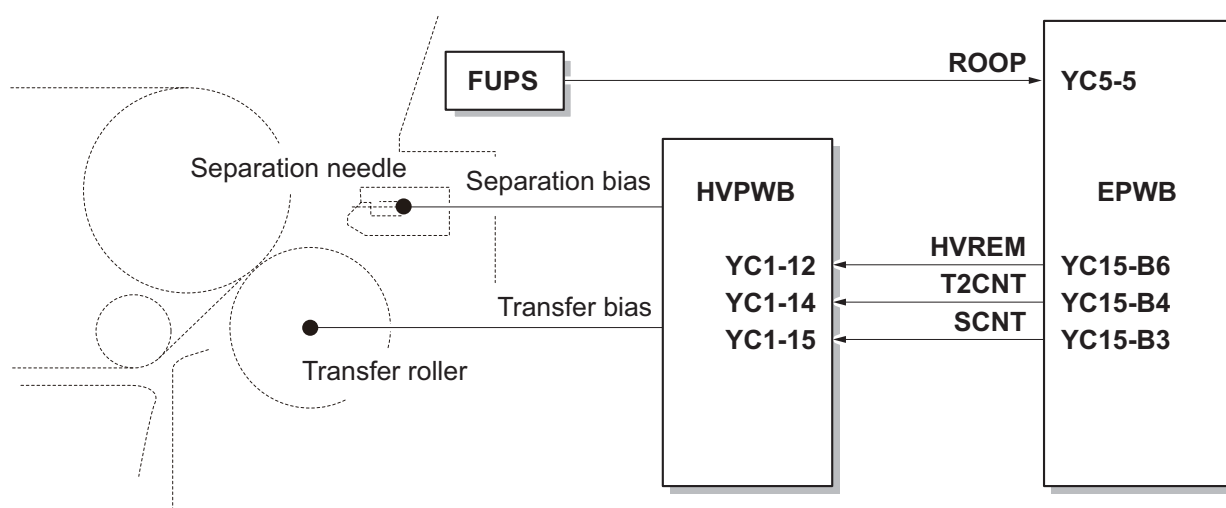 ROOP
FUPS
YC5-5
Separation needle
Separation bias
HVPWB
EPWB
HVREM
YC1-12
YC15-B6
T2CNT
Transfer bias
YC1-14
YC15-B4
SCNT
YC1-15
YC15-B3
Transfer roller